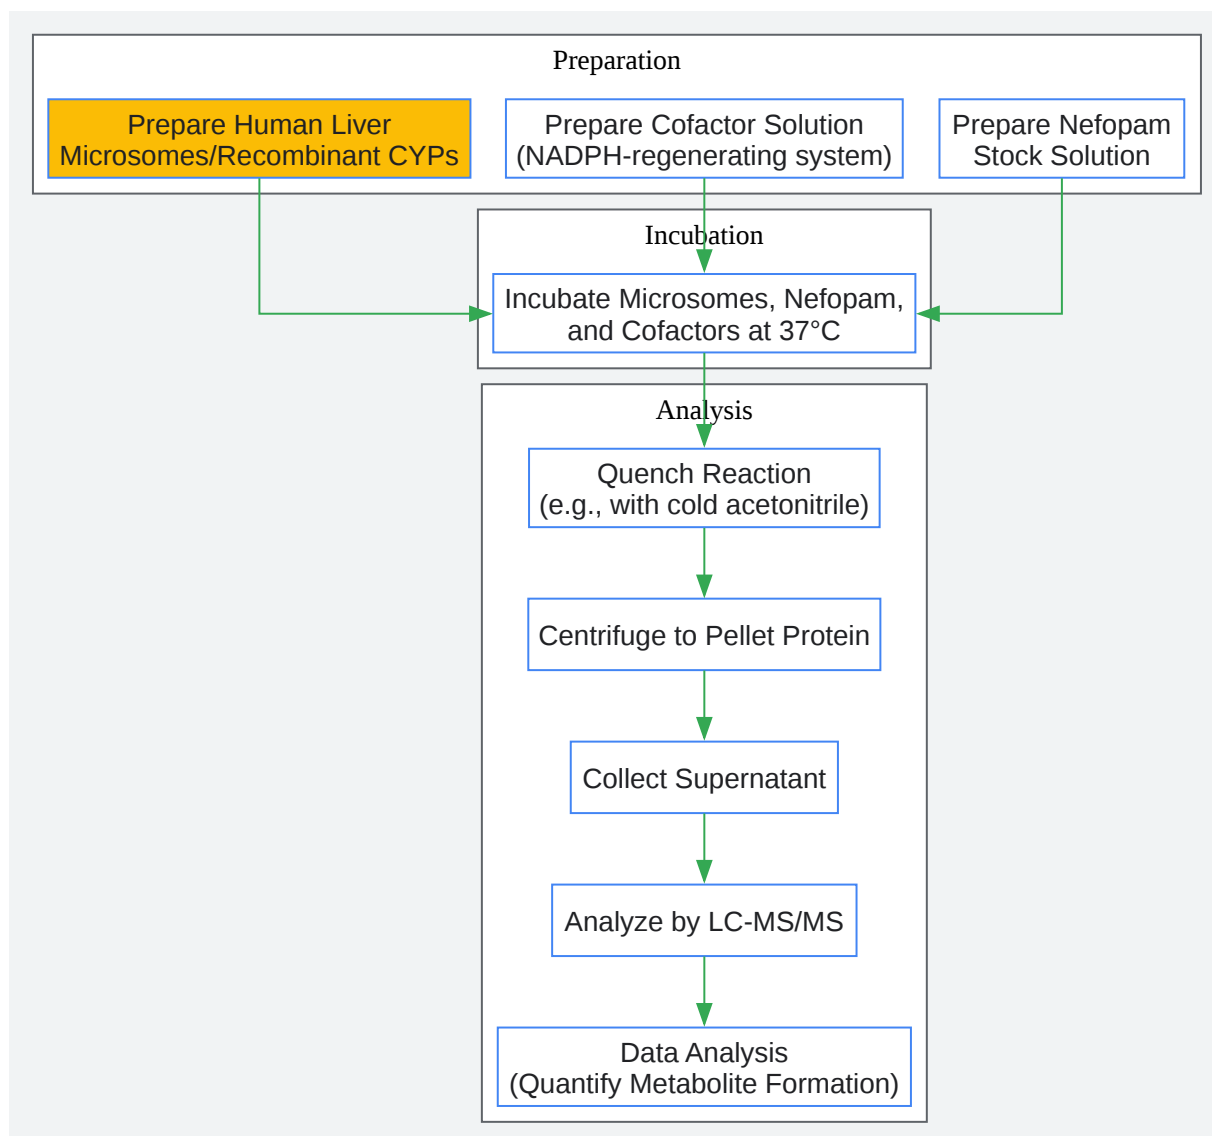 Preparation
Prepare Human Liver
Microsomes/Recombinant CYPs
Prepare Cofactor Solution
(NADPH-regenerating system)
Prepare Nefopam
Stock Solution
Incubation
Incubate Microsomes, Nefopam,
and Cofactors at 37°C
Analysis
Quench Reaction
(e.g., with cold acetonitrile)
Centrifuge to Pellet Protein
Collect Supernatant
Analyze by LC-MS/MS
Data Analysis
(Quantify Metabolite Formation)